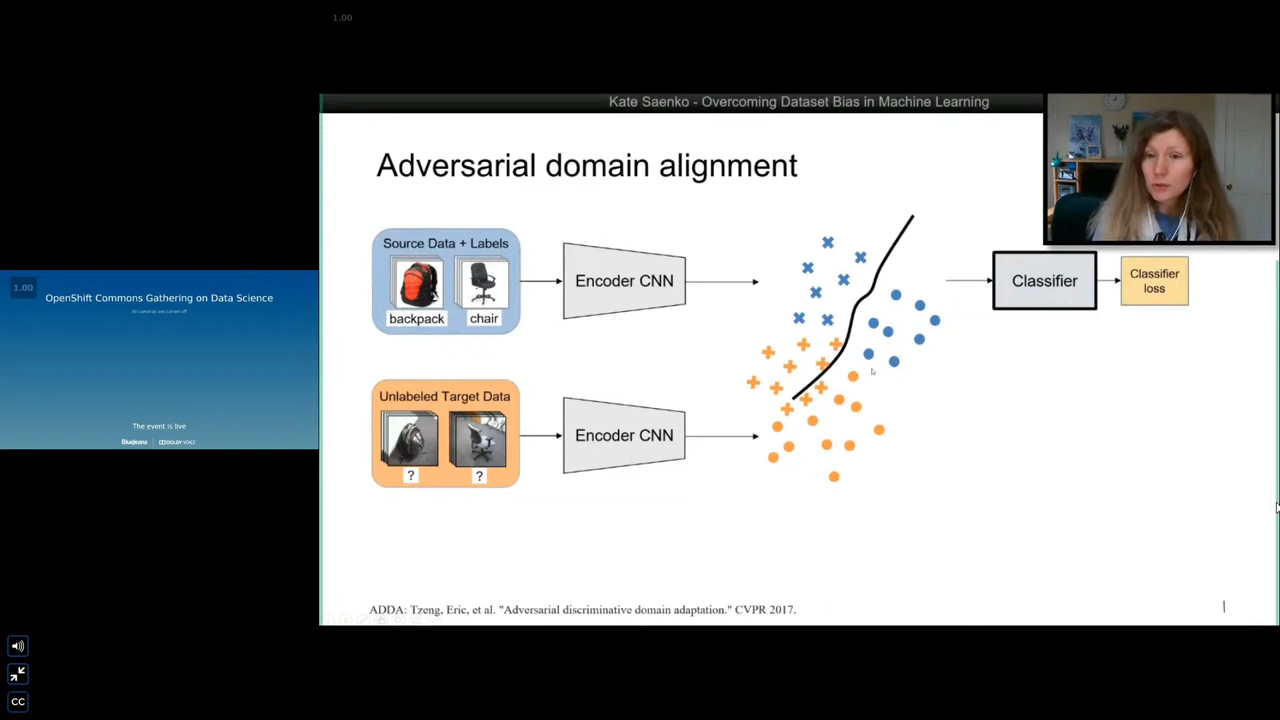 1.00
Kate Saenko - Overcoming Dataset Bias in Machine Learning
Adversarial domain alignment
Source Data + Labels
backpack
chair
Encoder CNN
Classifier
Classifier
loss
Unlabeled Target Data
?
?
Encoder CNN
ADDA: Tzeng, Eric, et al. "Adversarial discriminative domain adaptation." CVPR 2017.
1.00
OpenShift Commons Gathering on Data Science
All cameras are turned off
The event is live
BlueJeans
DOLBY VOICE
CC